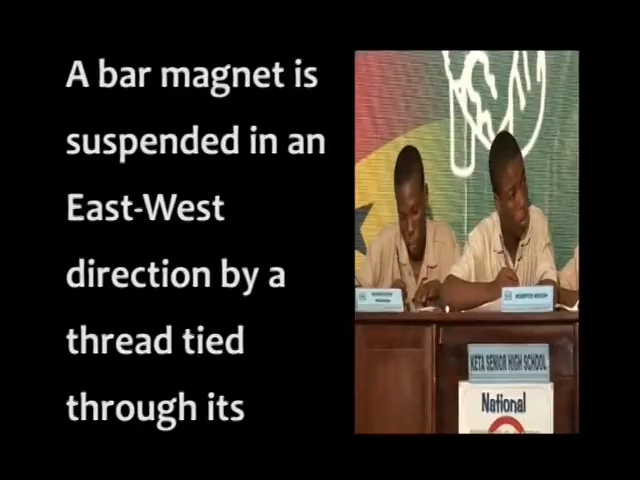 A bar magnet is
suspended in an
East-West
direction by a
thread tied
through its
KETA SENIOR HIGH SCHOOL
National